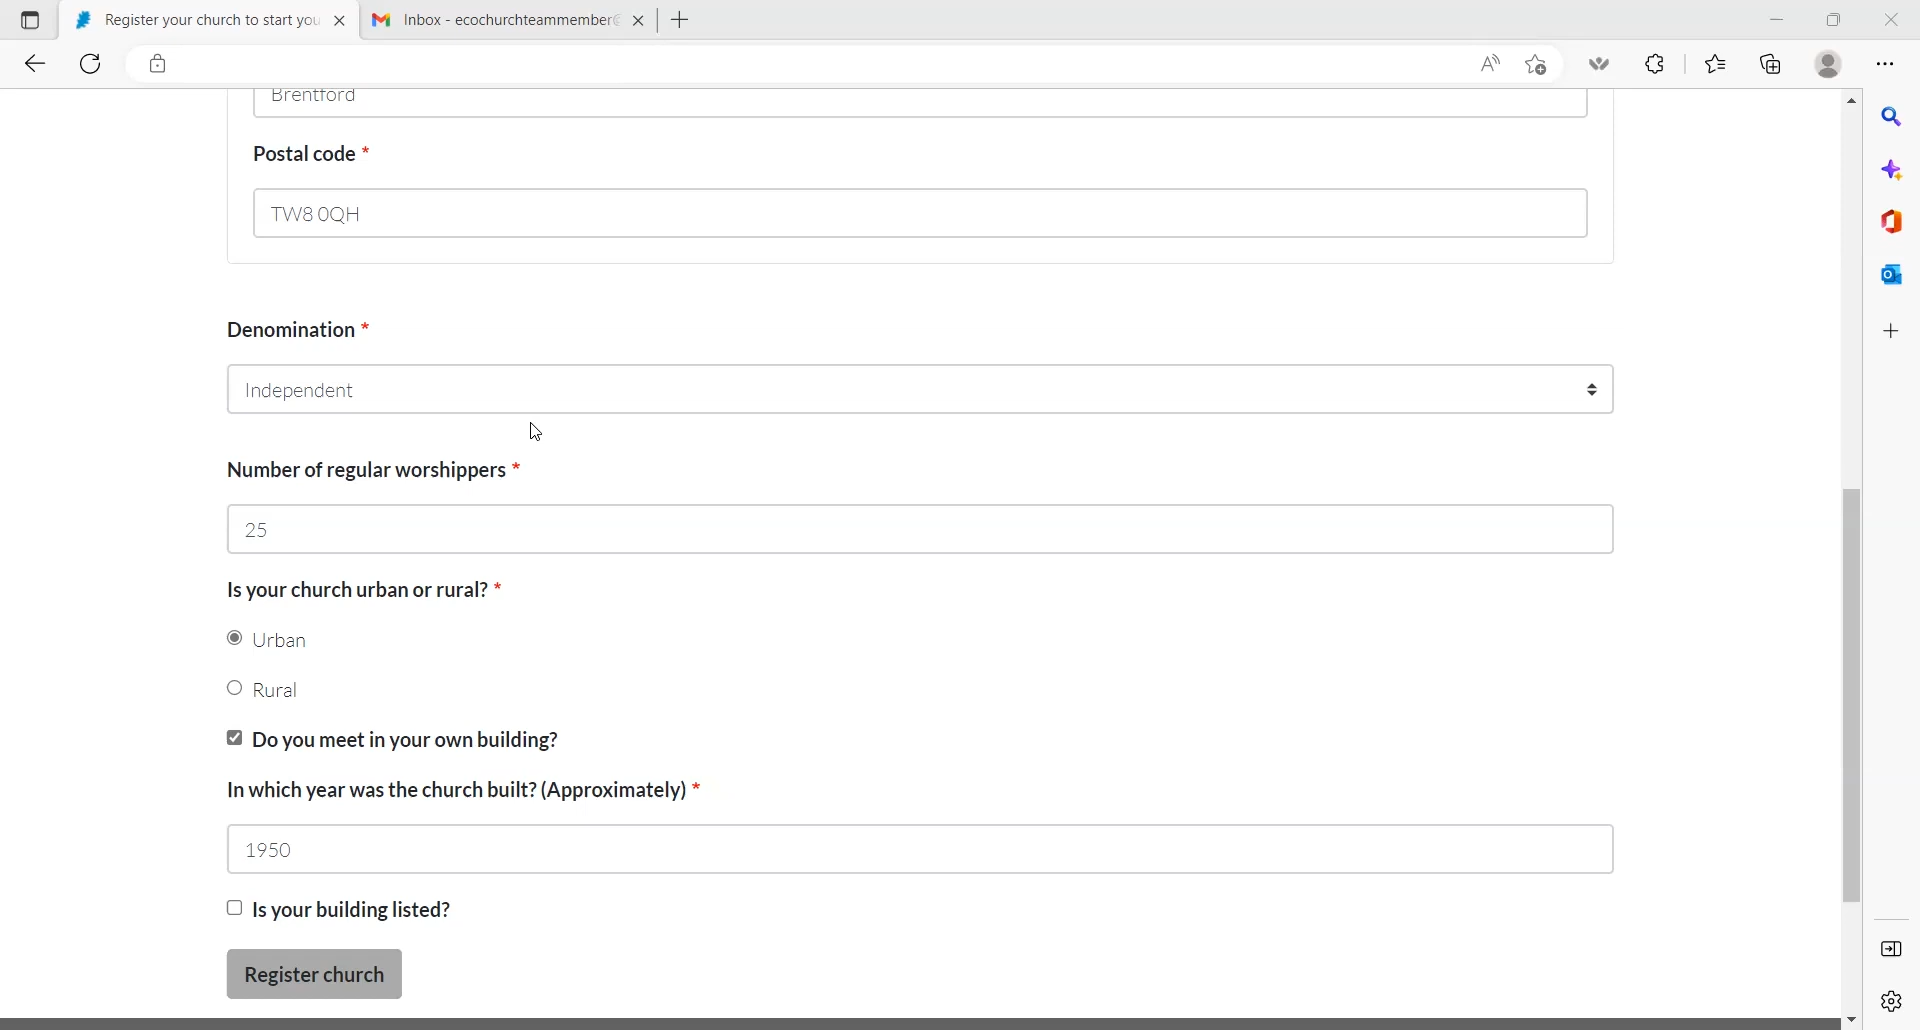 Register your church to start you
Inbox - ecochurchteammember@
Brentford
Postal code *
TW8 0QH
Denomination *
Independent
Number of regular worshippers *
25
Is your church urban or rural? *
Urban
Rural
Do you meet in your own building?
In which year was the church built? (Approximately) *
1950
Is your building listed?
Register church